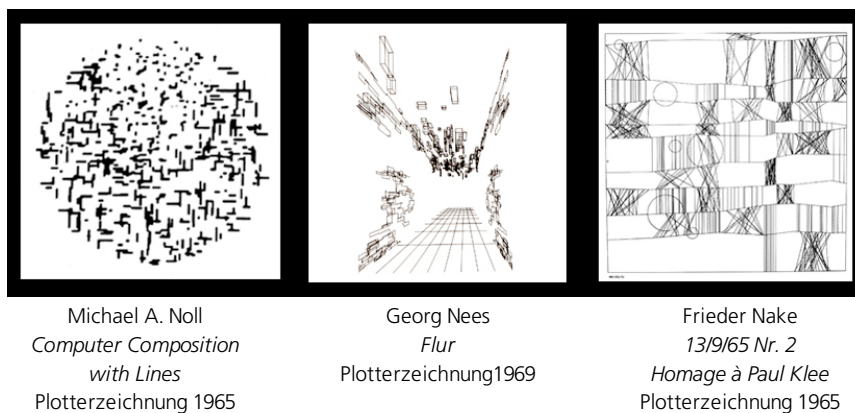 Michael A. Noll
Computer Composition
with Lines
Plotterzeichnung 1965
Georg Nees
Flur
Plotterzeichnung1969
Frieder Nake
13/9/65 Nr. 2
Homage à Paul Klee
Plotterzeichnung 1965